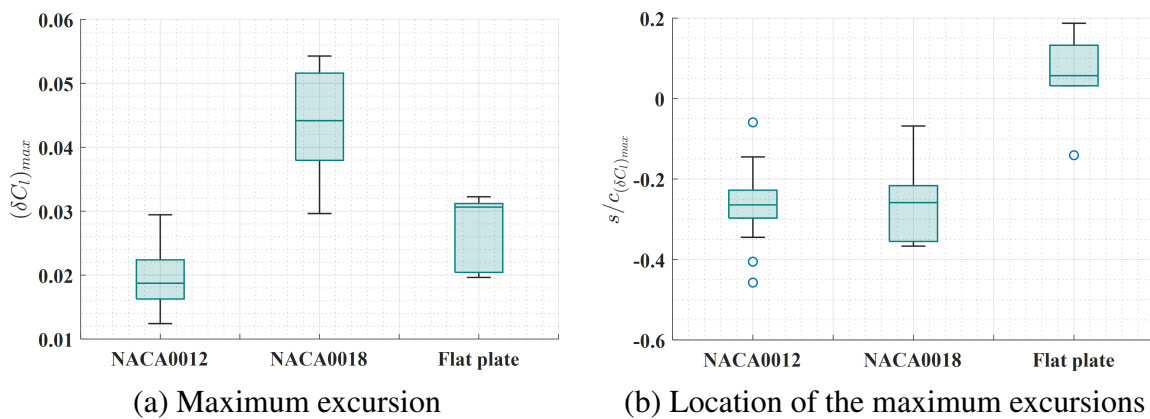 0.06
0.05
0.04
0.03
0.02
0.01
(δC_l)_max
NACA0012 NACA0018 Flat plate
(a) Maximum excursion
0.2
0
-0.2
-0.4
-0.6
s/c_(δC_l)_max
NACA0012 NACA0018 Flat plate
(b) Location of the maximum excursions